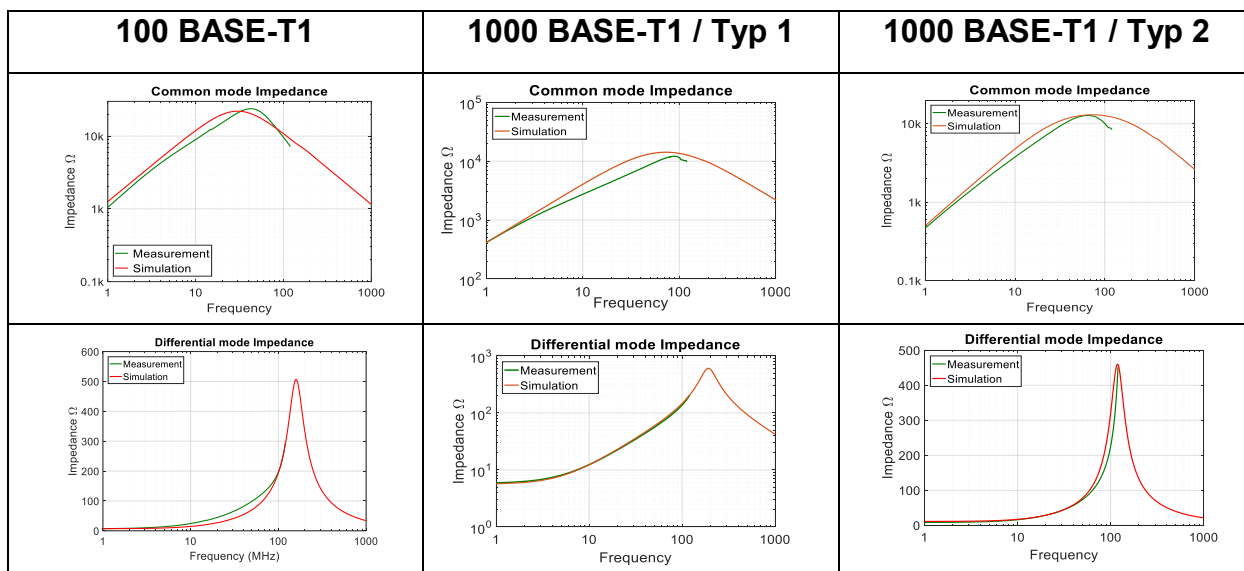 100 BASE-T1
1000 BASE-T1 / Typ 1
1000 BASE-T1 / Typ 2
Common mode Impedance
Impedance Ω
10k
1k
0.1k
Measurement
Simulation
1 10 100 1000
Frequency
Common mode Impedance
Impedance Ω
10^5
10^4
10^3
10^2
Measurement
Simulation
1 10 100 1000
Frequency
Common mode Impedance
Impedance Ω
10k
1k
0.1k
Measurement
Simulation
1 10 100 1000
Frequency
Differential mode Impedance
Impedance Ω
600
500
400
300
200
100
0
Measurement
Simulation
1 10 100 1000
Frequency (MHz)
Differential mode Impedance
Impedance Ω
10^3
10^2
10^1
10^0
Measurement
Simulation
1 10 100 1000
Frequency
Differential mode Impedance
Impedance Ω
500
400
300
200
100
0
Measurement
Simulation
1 10 100 1000
Frequency